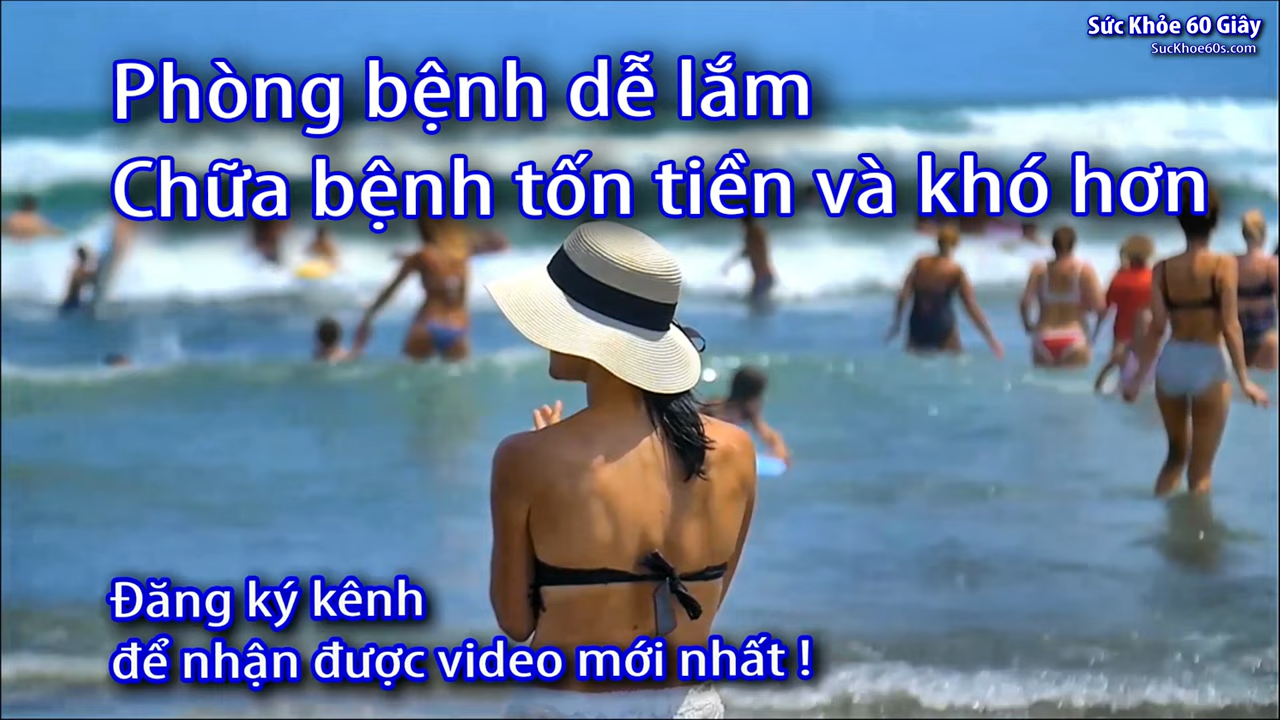 Sức Khỏe 60 Giây
SucKhoe60s.com
Phòng bệnh dễ lắm
Chữa bệnh tốn tiền và khó hơn
Đăng ký kênh
để nhận được video mới nhất !